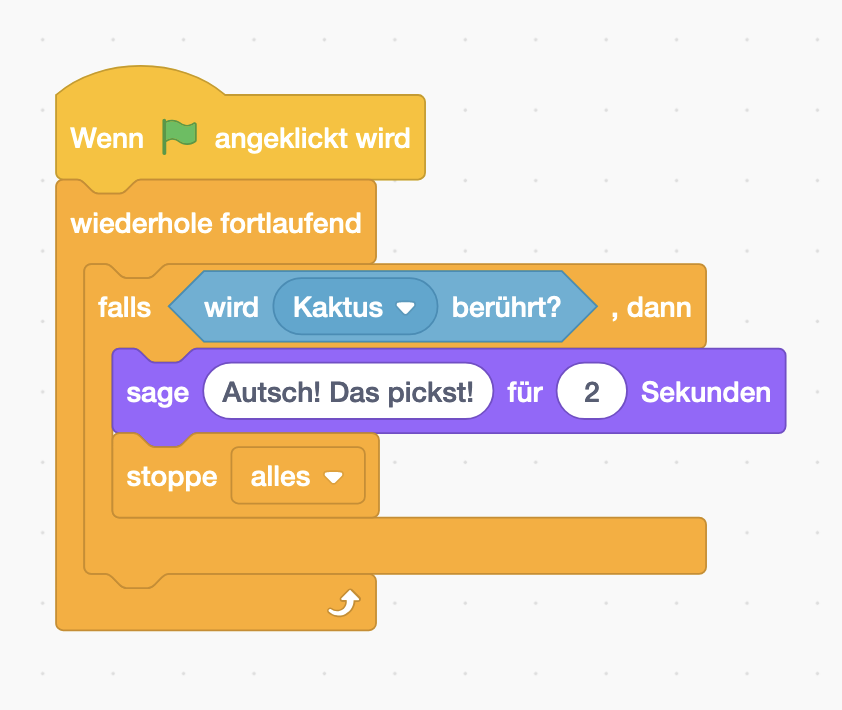 Wenn angeklickt wird
wiederhole fortlaufend
falls wird Kaktus berührt? , dann
sage Autsch! Das pickst! für 2 Sekunden
stoppe alles